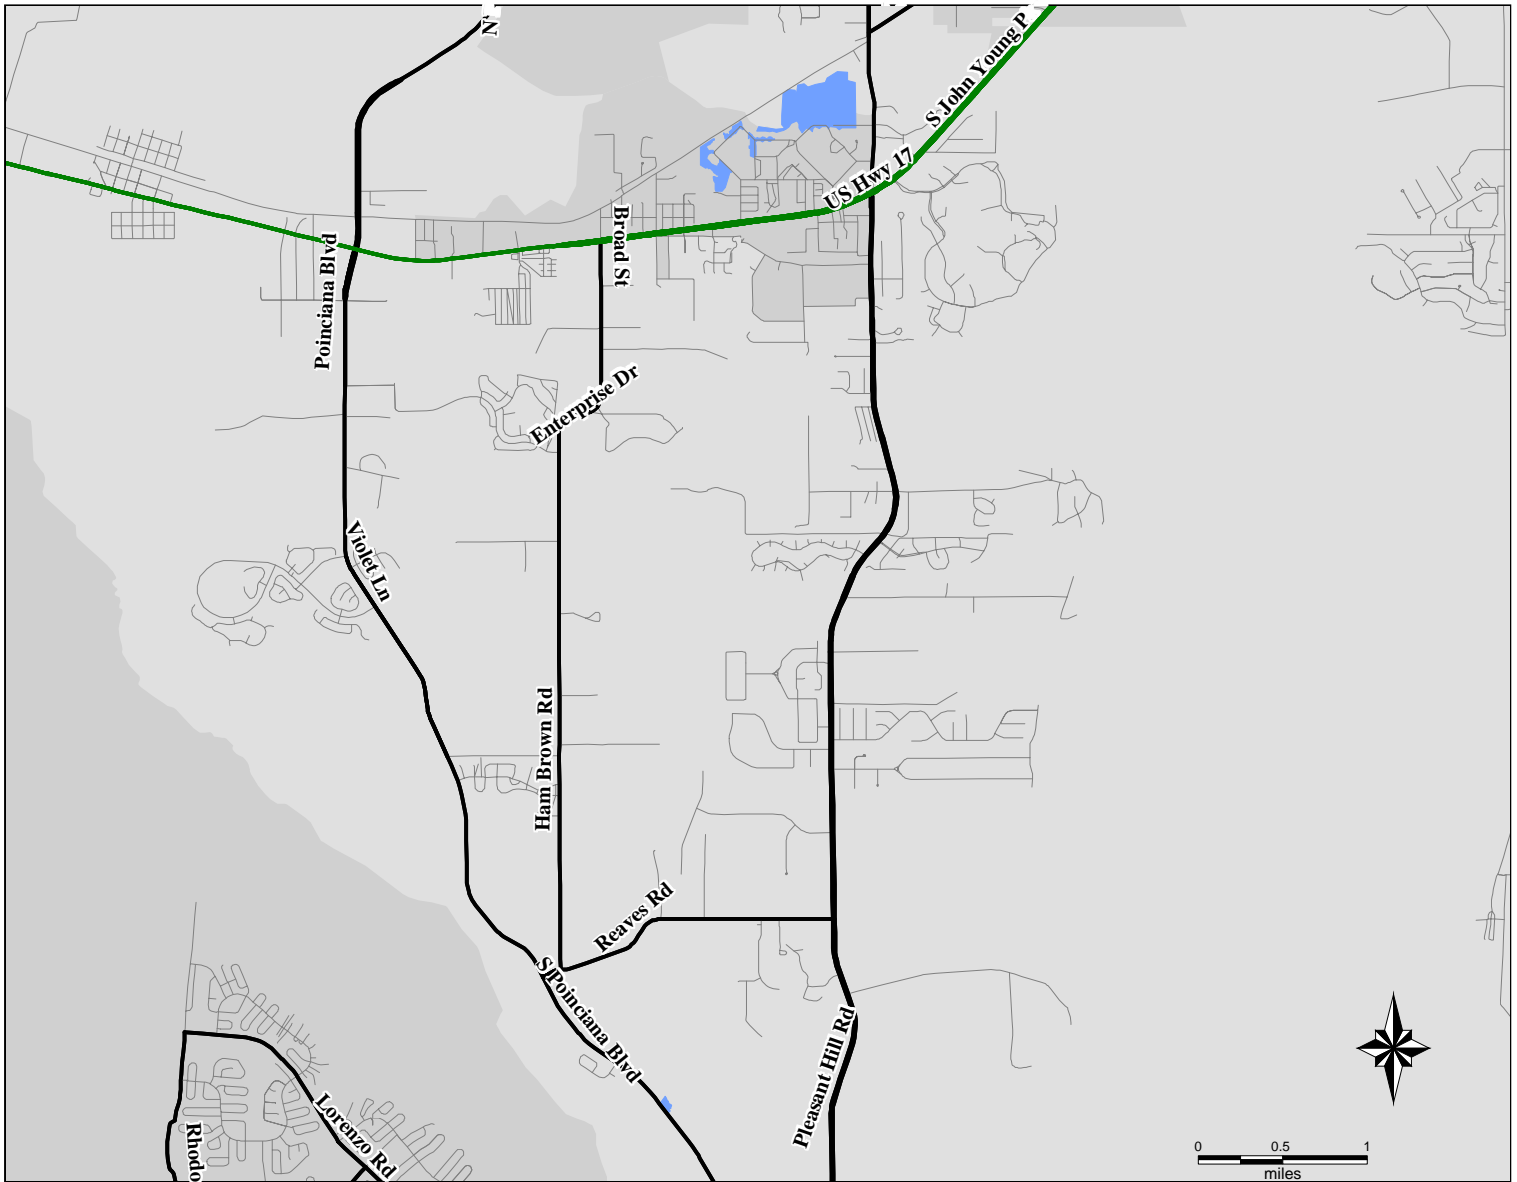 N
S John Young P
US Hwy 17
Broad St
Poinciana Blvd
Enterprise Dr
Violet Ln
Ham Brown Rd
Reaves Rd
S Poinciana Blvd
Pleasant Hill Rd
Lorenzo Rd
Rhodo
0 0.5 1
miles